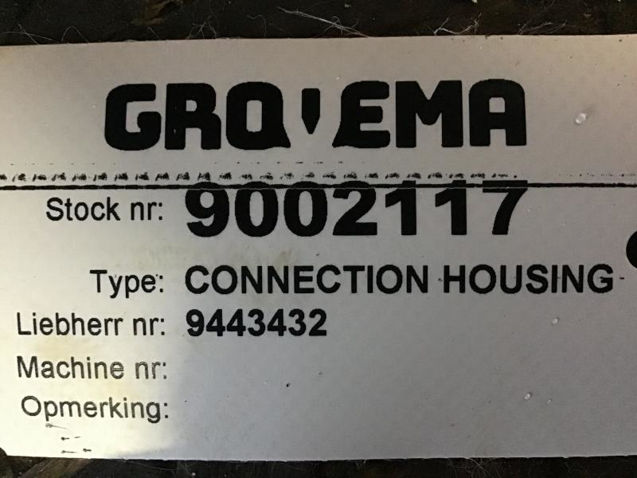 GROVEMA
Stock nr: 9002117
Type: CONNECTION HOUSING
Liebherr nr: 9443432
Machine nr:
Opmerking: